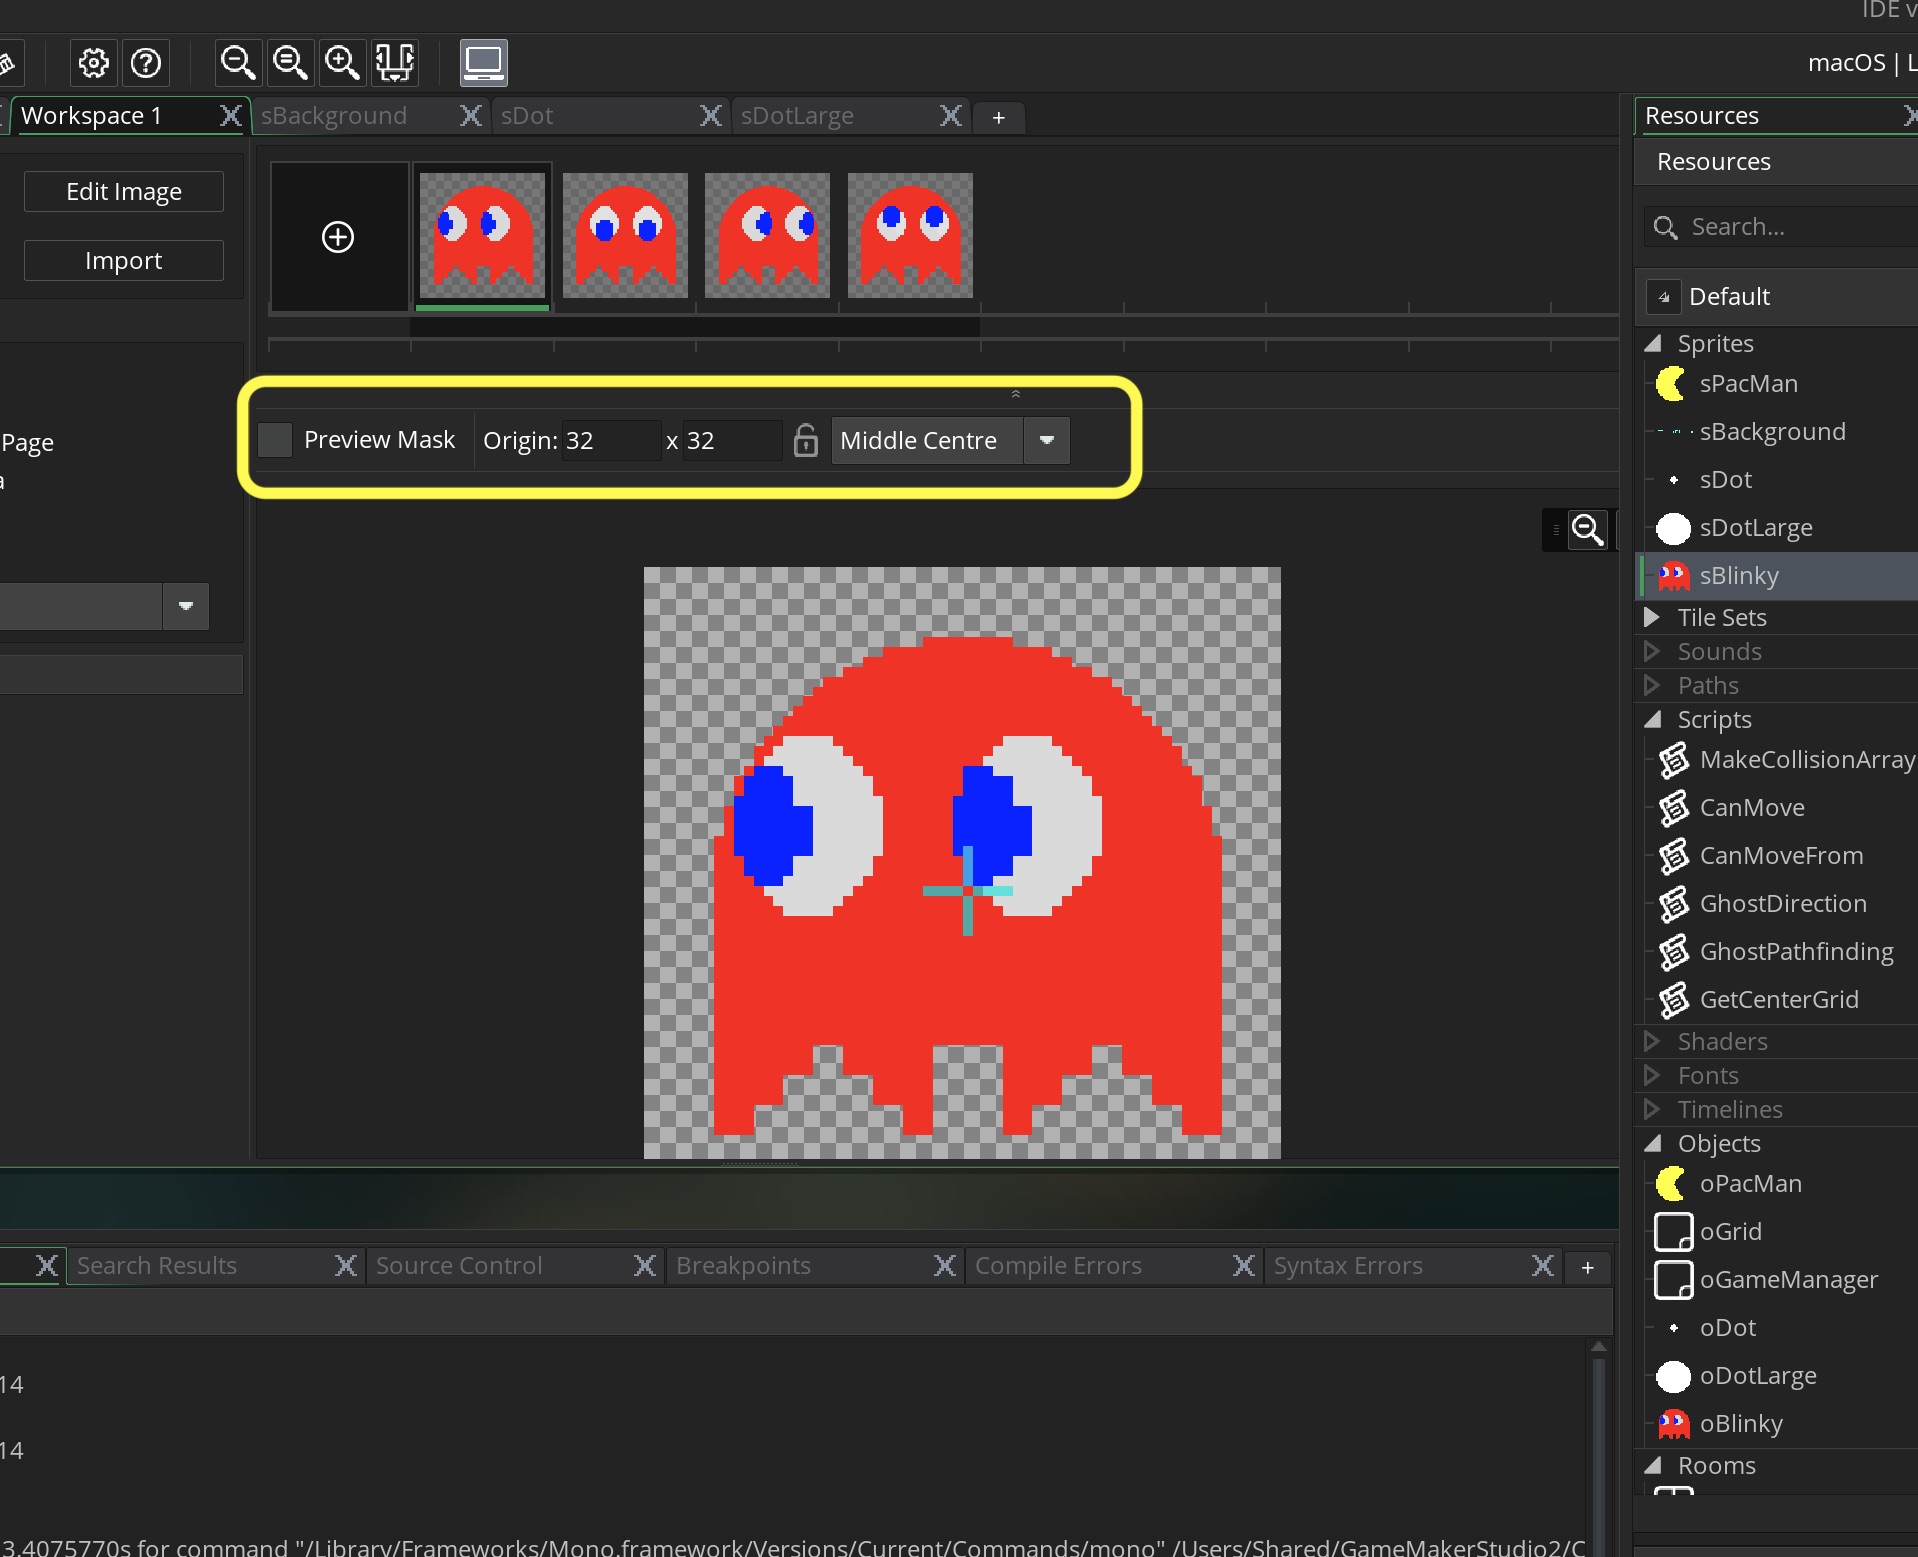 IDE v
macOS | L
Workspace 1
sBackground
sDot
sDotLarge
+
Resources
Edit Image
Import
Resources
Search...
Default
Page
a
Preview Mask
Origin: 32 x 32
Middle Centre
Sprites
sPacMan
sBackground
sDot
sDotLarge
sBlinky
Tile Sets
Sounds
Paths
Scripts
MakeCollisionArray
CanMove
CanMoveFrom
GhostDirection
GhostPathfinding
GetCenterGrid
Shaders
Fonts
Timelines
Objects
oPacMan
oGrid
oGameManager
oDot
oDotLarge
oBlinky
Rooms
Search Results
Source Control
Breakpoints
Compile Errors
Syntax Errors
+
14
14
3.4075770s for command "/Library/Frameworks/Mono.framework/Versions/Current/Commands/mono" /Users/Shared/GameMakerStudio2/C